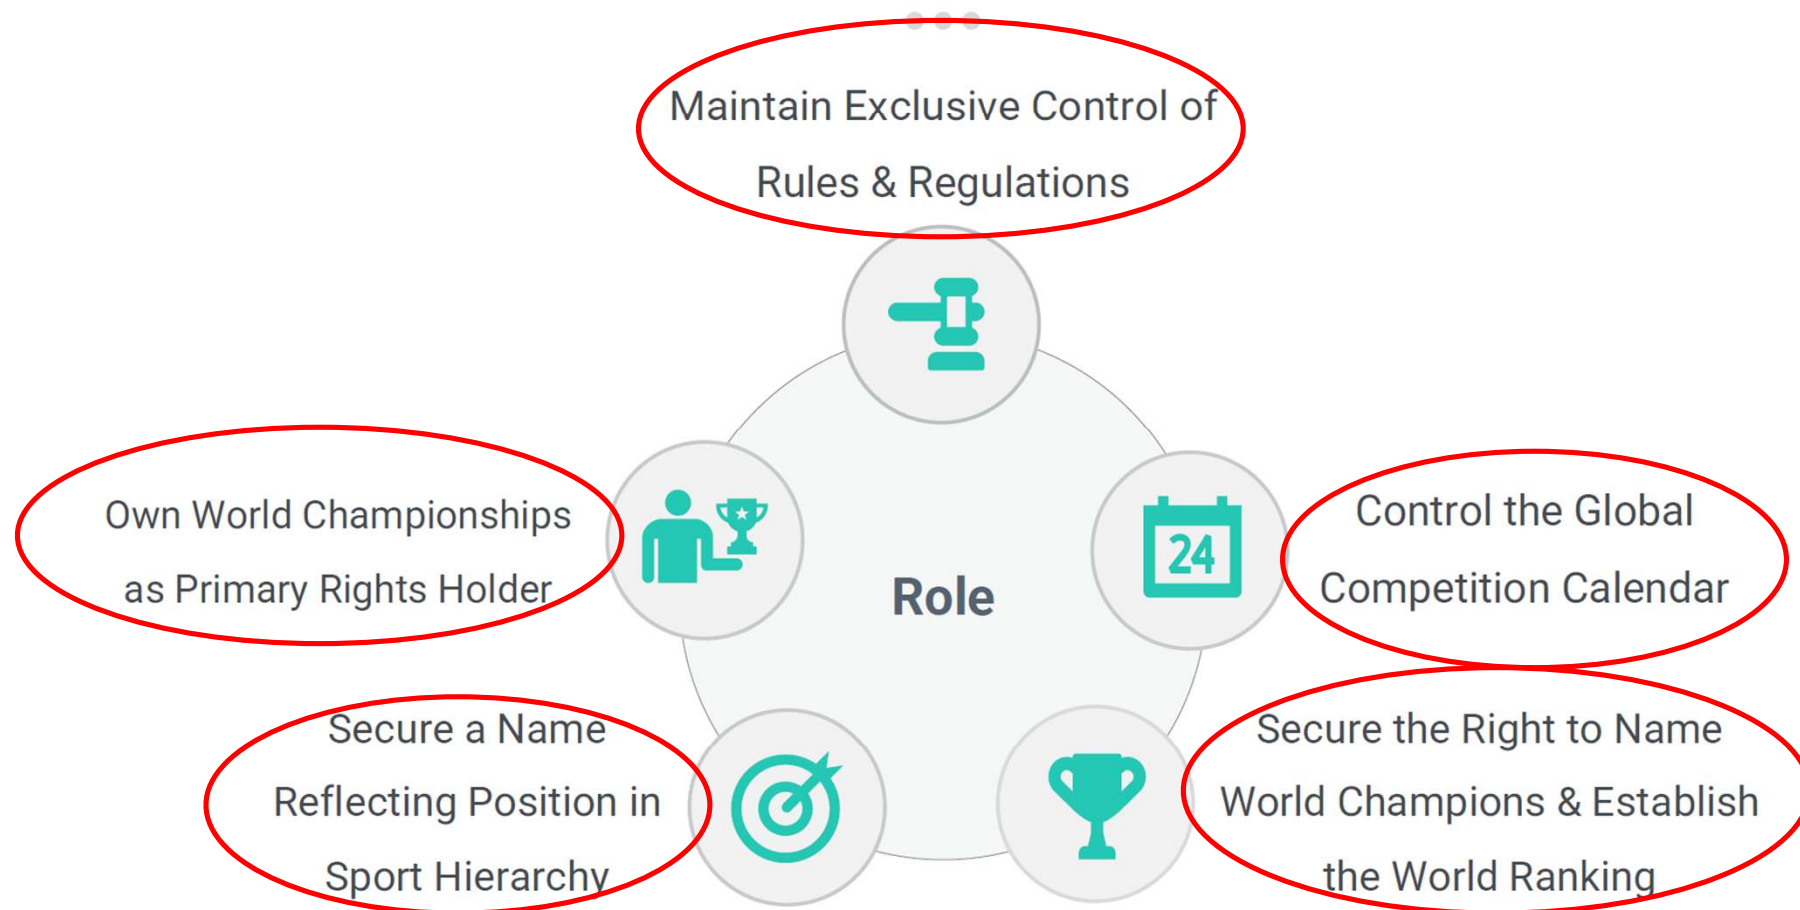 Maintain Exclusive Control of
Rules & Regulations
Own World Championships
as Primary Rights Holder
24
Control the Global
Competition Calendar
Role
Secure a Name
Reflecting Position in
Sport Hierarchy
Secure the Right to Name
World Champions & Establish
the World Ranking